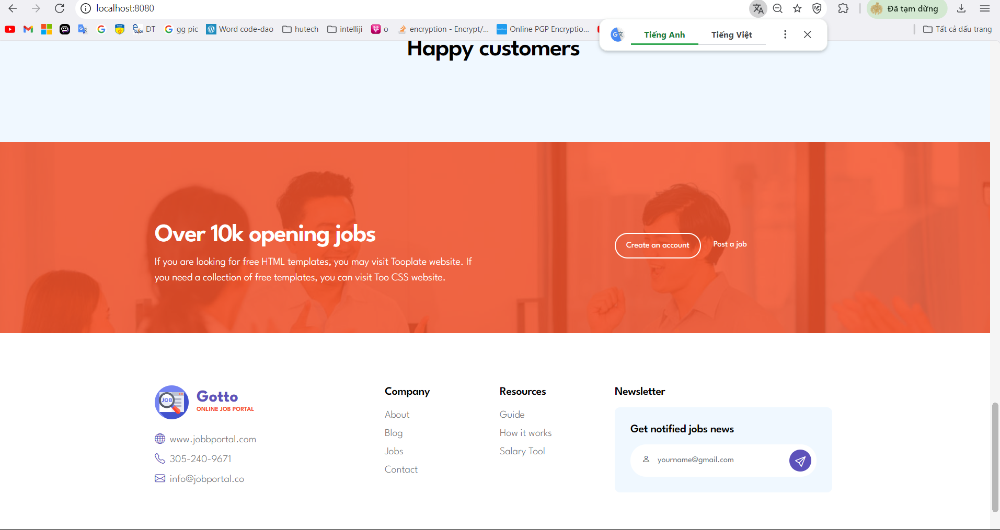 localhost:8080
Đã tạm dừng
ĐT
gg pic
Word code-dao
hutech
intelliji
o
encryption - Encrypt/...
Online PGP Encryptio...
Tất cả dấu trang
Tiếng Anh
Tiếng Việt
Happy customers
Over 10k opening jobs
If you are looking for free HTML templates, you may visit Tooplate website. If
you need a collection of free templates, you can visit Too CSS website.
Create an account
Post a job
JOB
Gotto
ONLINE JOB PORTAL
www.jobbportal.com
305-240-9671
info@jobportal.co
Company
About
Blog
Jobs
Contact
Resources
Guide
How it works
Salary Tool
Newsletter
Get notified jobs news
yourname@gmail.com